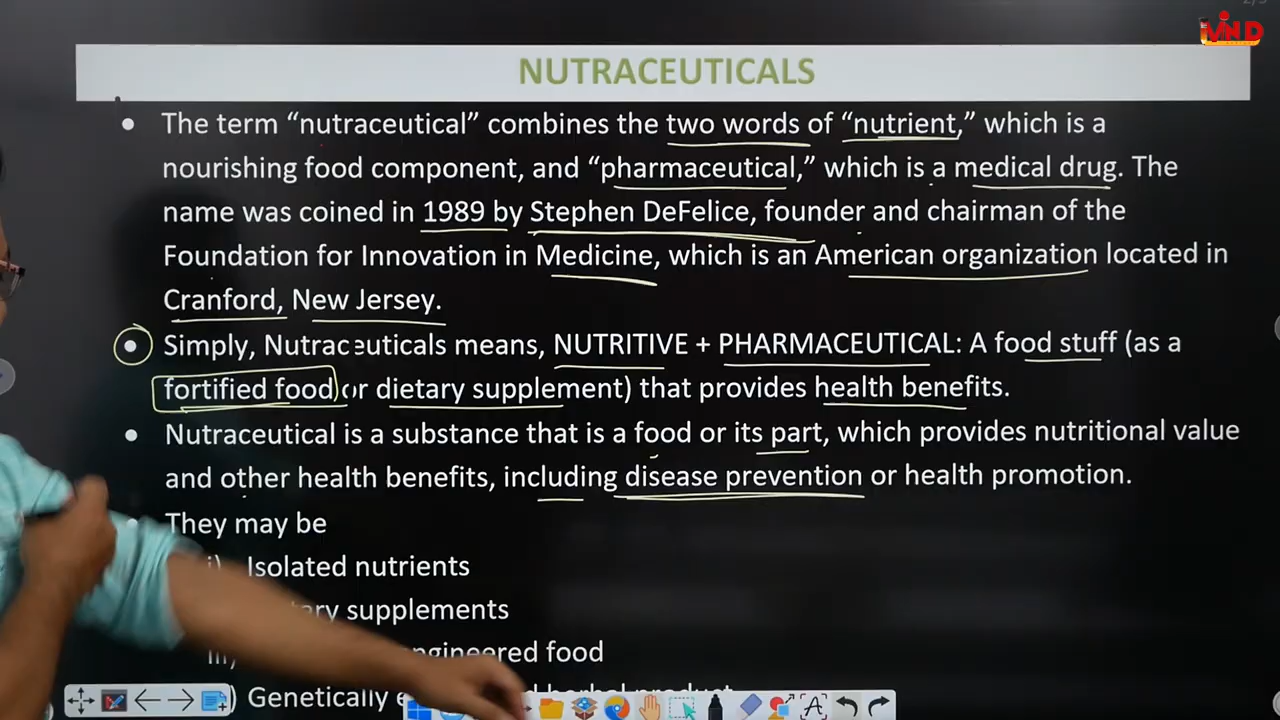 MIND
NUTRACEUTICALS
• The term “nutraceutical” combines the two words of “nutrient,” which is a
nourishing food component, and “pharmaceutical,” which is a medical drug. The
name was coined in 1989 by Stephen DeFelice, founder and chairman of the
Foundation for Innovation in Medicine, which is an American organization located in
Cranford, New Jersey.
• Simply, Nutraceuticals means, NUTRITIVE + PHARMACEUTICAL: A food stuff (as a
fortified food or dietary supplement) that provides health benefits.
• Nutraceutical is a substance that is a food or its part, which provides nutritional value
and other health benefits, including disease prevention or health promotion.
• They may be
i) Isolated nutrients
supplements
iii) food
Genetically herbal product